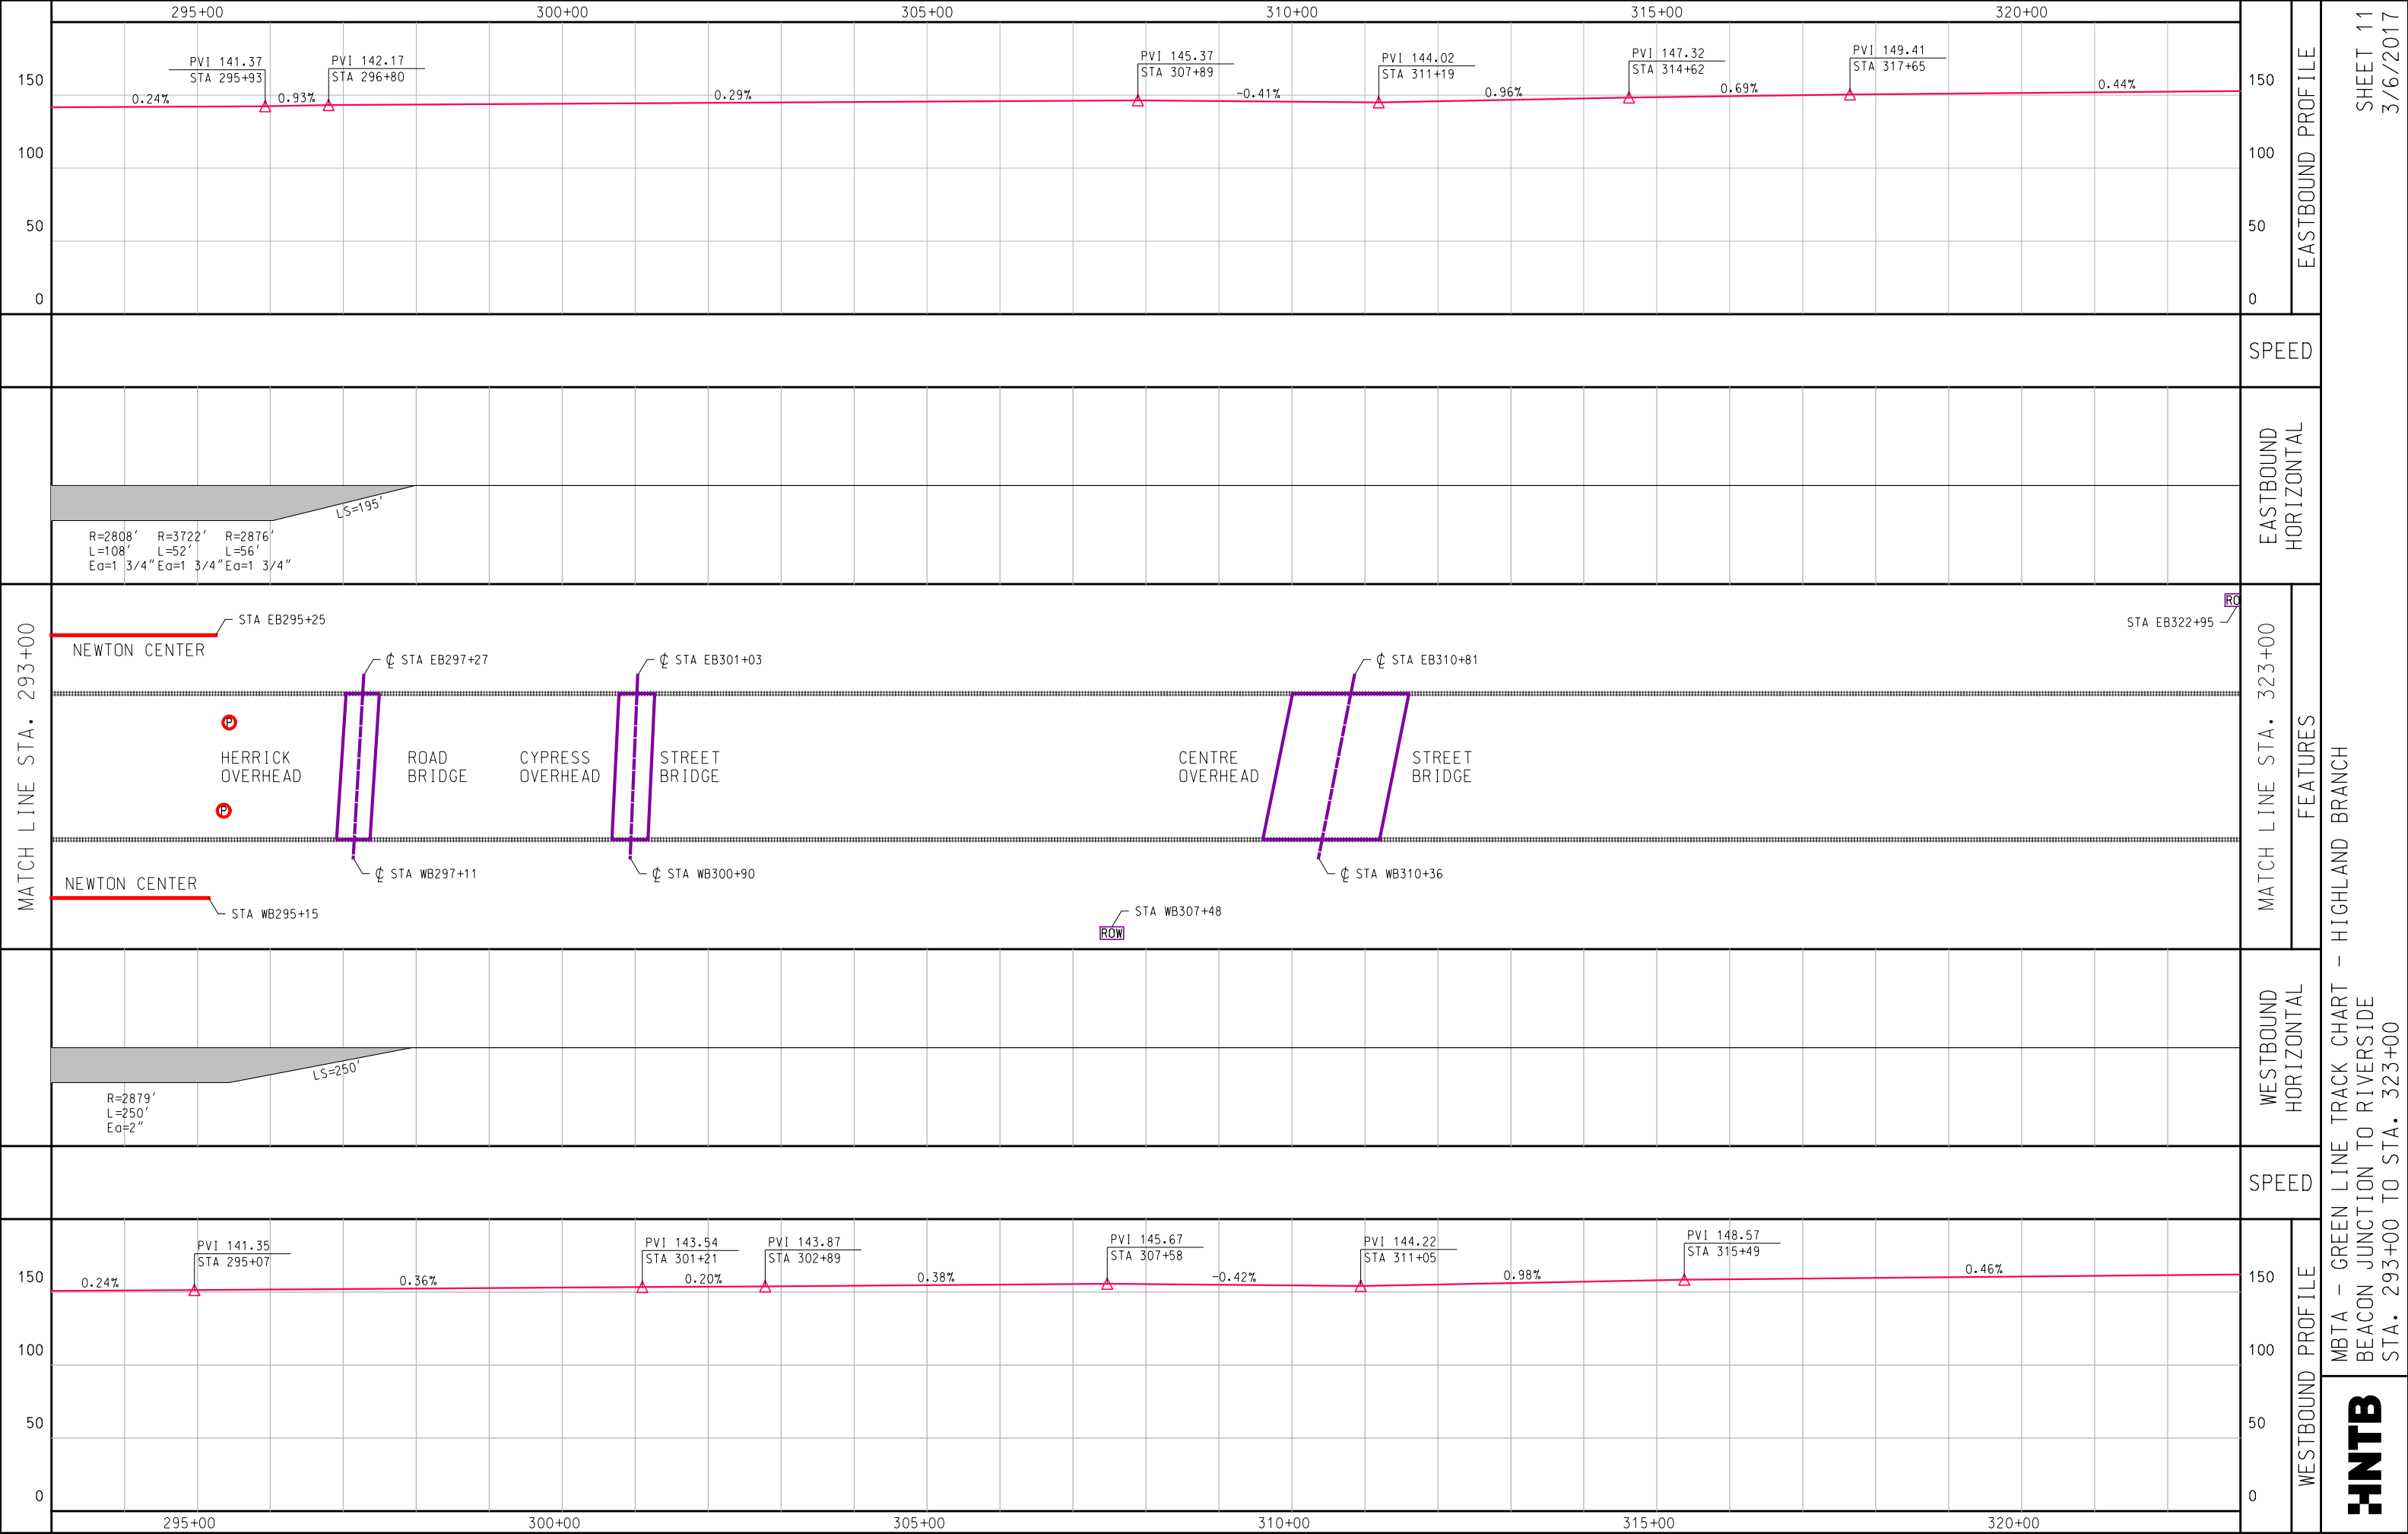 295+00 300+00 305+00 310+00 315+00 320+00
PVI 141.37
STA 295+93
PVI 142.17
STA 296+80
PVI 145.37
STA 307+89
PVI 144.02
STA 311+19
PVI 147.32
STA 314+62
PVI 149.41
STA 317+65
0.24% 0.93% 0.29% -0.41% 0.96% 0.69% 0.44%
150 150
100 100
50 50
0 0
EASTBOUND PROFILE
SPEED
LS=195'
R=2808' R=3722' R=2876'
L=108' L=52' L=56'
Ea=1 3/4" Ea=1 3/4" Ea=1 3/4"
EASTBOUND
HORIZONTAL
MATCH LINE STA. 293+00
STA EB295+25
NEWTON CENTER
℄ STA EB297+27
℄ STA EB301+03
℄ STA EB310+81
RO
STA EB322+95
P
HERRICK ROAD
OVERHEAD BRIDGE
CYPRESS STREET
OVERHEAD BRIDGE
CENTRE STREET
OVERHEAD BRIDGE
P
℄ STA WB297+11
℄ STA WB300+90
℄ STA WB310+36
NEWTON CENTER
STA WB295+15
STA WB307+48
ROW
MATCH LINE STA. 323+00
FEATURES
LS=250'
R=2879'
L=250'
Ea=2"
WESTBOUND
HORIZONTAL
SPEED
PVI 141.35
STA 295+07
PVI 143.54
STA 301+21
PVI 143.87
STA 302+89
PVI 145.67
STA 307+58
PVI 144.22
STA 311+05
PVI 148.57
STA 315+49
0.24% 0.36% 0.20% 0.38% -0.42% 0.98% 0.46%
150 150
100 100
50 50
0 0
WESTBOUND PROFILE
295+00 300+00 305+00 310+00 315+00 320+00
SHEET 11
3/6/2017
MBTA - GREEN LINE TRACK CHART - HIGHLAND BRANCH
BEACON JUNCTION TO RIVERSIDE
STA. 293+00 TO STA. 323+00
HNTB